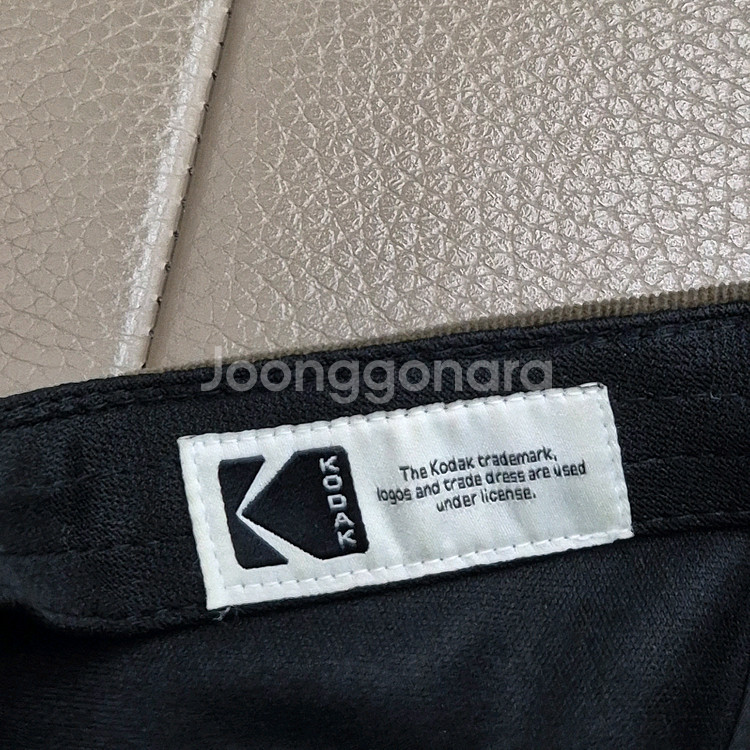 Joonggonara
KODAK
The Kodak trademark,
logos and trade dress are used
under license.